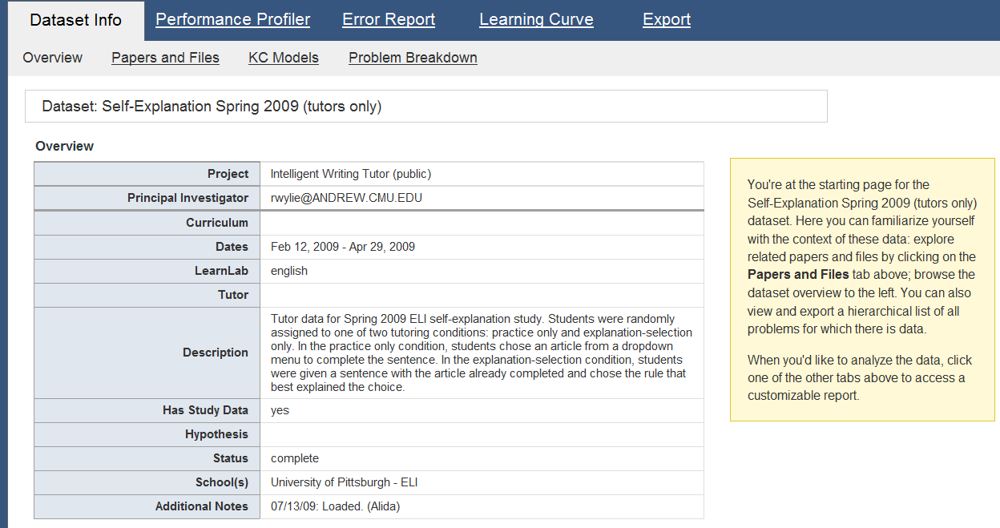 Dataset Info Performance Profiler Error Report Learning Curve Export
Overview Papers and Files KC Models Problem Breakdown
Dataset: Self-Explanation Spring 2009 (tutors only)
Overview
Project Intelligent Writing Tutor (public)
Principal Investigator rwylie@ANDREW.CMU.EDU
Curriculum
Dates Feb 12, 2009 - Apr 29, 2009
LearnLab english
Tutor
Description
Tutor data for Spring 2009 ELI self-explanation study. Students were randomly
assigned to one of two tutoring conditions: practice only and explanation-selection
only. In the practice only condition, students chose an article from a dropdown
menu to complete the sentence. In the explanation-selection condition, students
were given a sentence with the article already completed and chose the rule that
best explained the choice.
Has Study Data yes
Hypothesis
Status complete
School(s) University of Pittsburgh - ELI
Additional Notes 07/13/09: Loaded. (Alida)
You're at the starting page for the
Self-Explanation Spring 2009 (tutors only)
dataset. Here you can familiarize yourself
with the context of these data: explore
related papers and files by clicking on the
Papers and Files tab above; browse the
dataset overview to the left. You can also
view and export a hierarchical list of all
problems for which there is data.
When you'd like to analyze the data, click
one of the other tabs above to access a
customizable report.